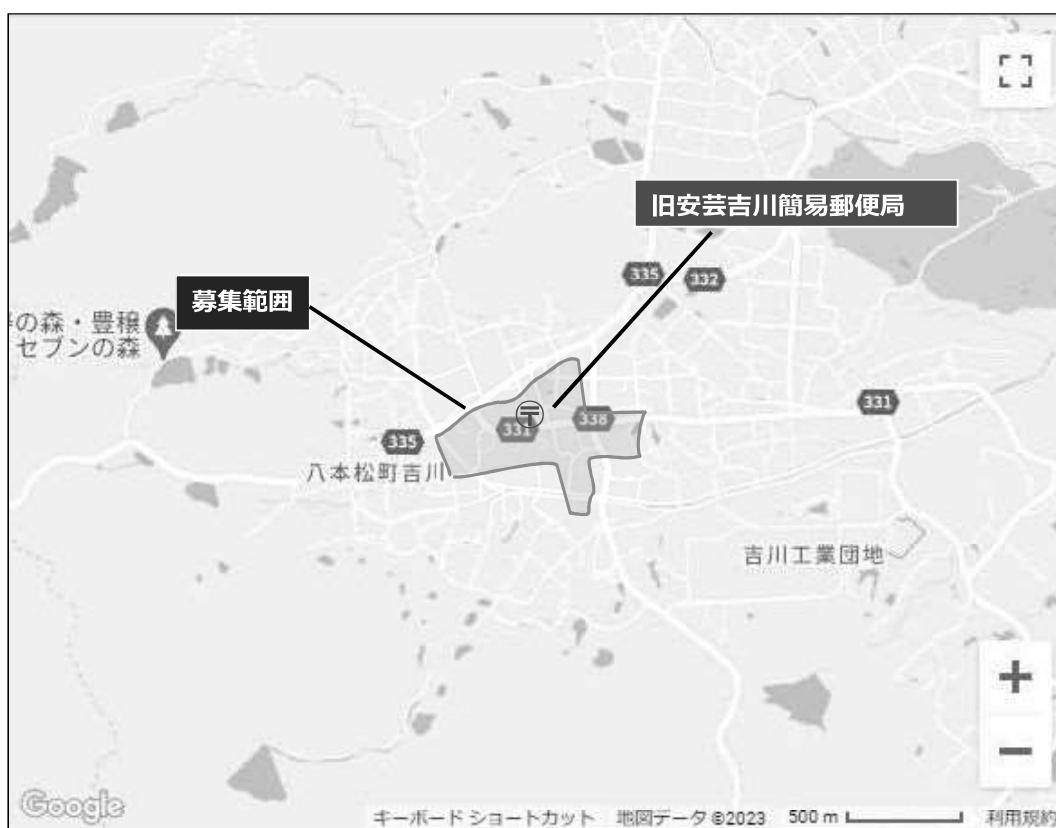 旧安芸吉川簡易郵便局
335
332
募集範囲
の森・豊穣
セブンの森
331
338
331
335
八本松町吉川
吉川工業団地
Google
キーボード ショートカット 地図データ ©2023 500 m 利用規約